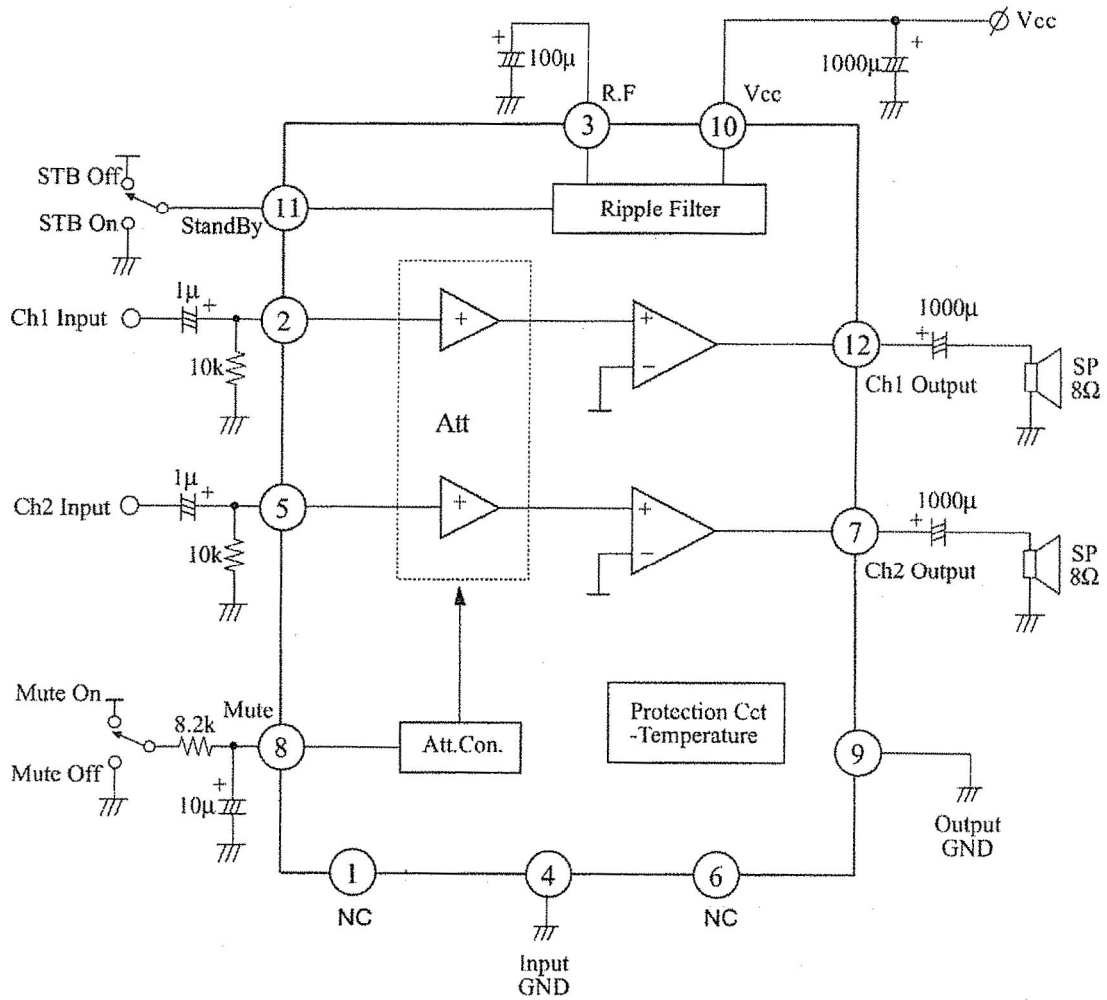 Vcc
+
100µ
+
1000µ
R.F
Vcc
3
10
STB Off
STB On
StandBy
11
Ripple Filter
1µ
+
Ch1 Input
2
10k
+
+
−
12
1000µ
+
Ch1 Output
SP
8Ω
Att
1µ
+
Ch2 Input
5
10k
+
+
−
7
1000µ
+
Ch2 Output
SP
8Ω
Mute On
Mute Off
8.2k
Mute
8
+
10µ
Att.Con.
Protection Cct
-Temperature
9
Output
GND
1
NC
4
Input
GND
6
NC